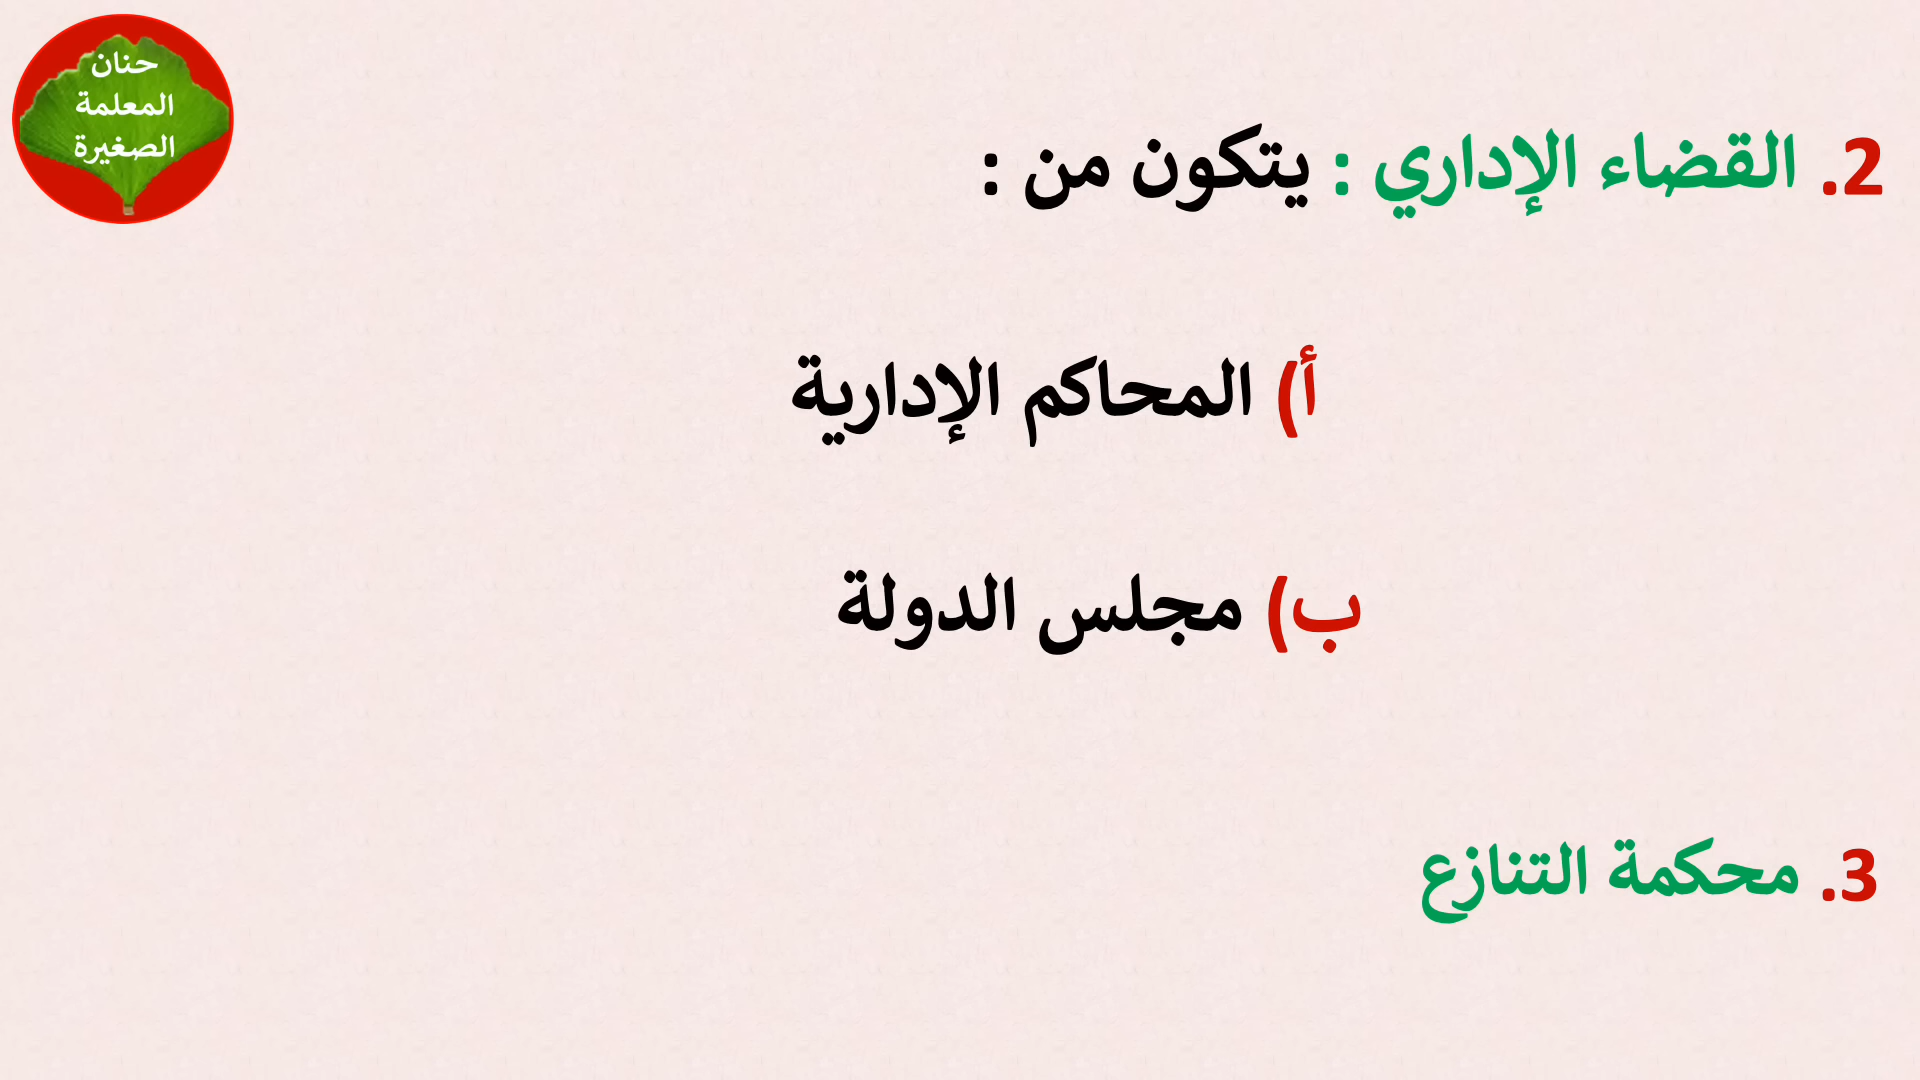 حنان
المعلمة
الصغيرة
2. القضاء الإداري : يتكون من :
أ) المحاكم الإدارية
ب) مجلس الدولة
3. محكمة التنازع